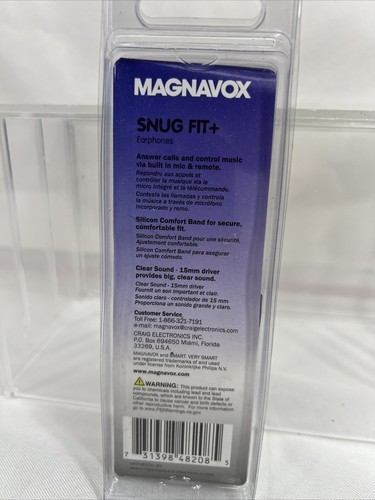 MAGNAVOX
SNUG FIT+
Earphones
Answer calls and control music
via built in mic & remote.
Répondre aux appels et
contrôler la musique via le
micro intégré et la télécommande.
Contesta las llamadas y controla
la música a través de micrófono
incorporado y remo.
Silicon Comfort Band for secure,
comfortable fit.
Silicon Comfort Band pour une sécurité,
Ajustement confortable.
Silicon Comfort Band para asegurar
un ajuste cómodo.
Clear Sound - 15mm driver
provides big, clear sound.
Clear Sound - 15mm driver
Fournit un son important et clair.
Sonido claro - controlador de 15 mm
Proporciona un sonido grande y claro.
Customer Service
Toll Free: 1-866-321-7191
e-mail: magnavox@craigelectronics.com
CRAIG ELECTRONICS INC.
P.O. Box 694650 Miami, Florida
33269, U.S.A.
MAGNAVOX and SMART. VERY SMART
are registered trademarks of and used
under license from Koninklijke Philips N.V.
www.magnavox.com
WARNING: This product can expose
you to chemicals including lead and lead
compounds, which are known to the State of
California to cause cancer and birth defects or
other reproductive harm. For more information
go to www.P65Warnings.ca.gov
7 31398 48208 5